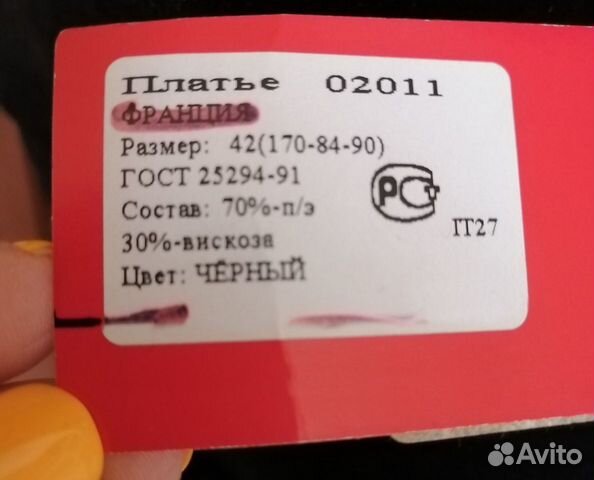 Платье 02011
ФРАНЦИЯ
Размер: 42(170-84-90)
ГОСТ 25294-91
Состав: 70%-п/э
30%-вискоза
Цвет: ЧЁРНЫЙ
РСТ
IT27
Avito